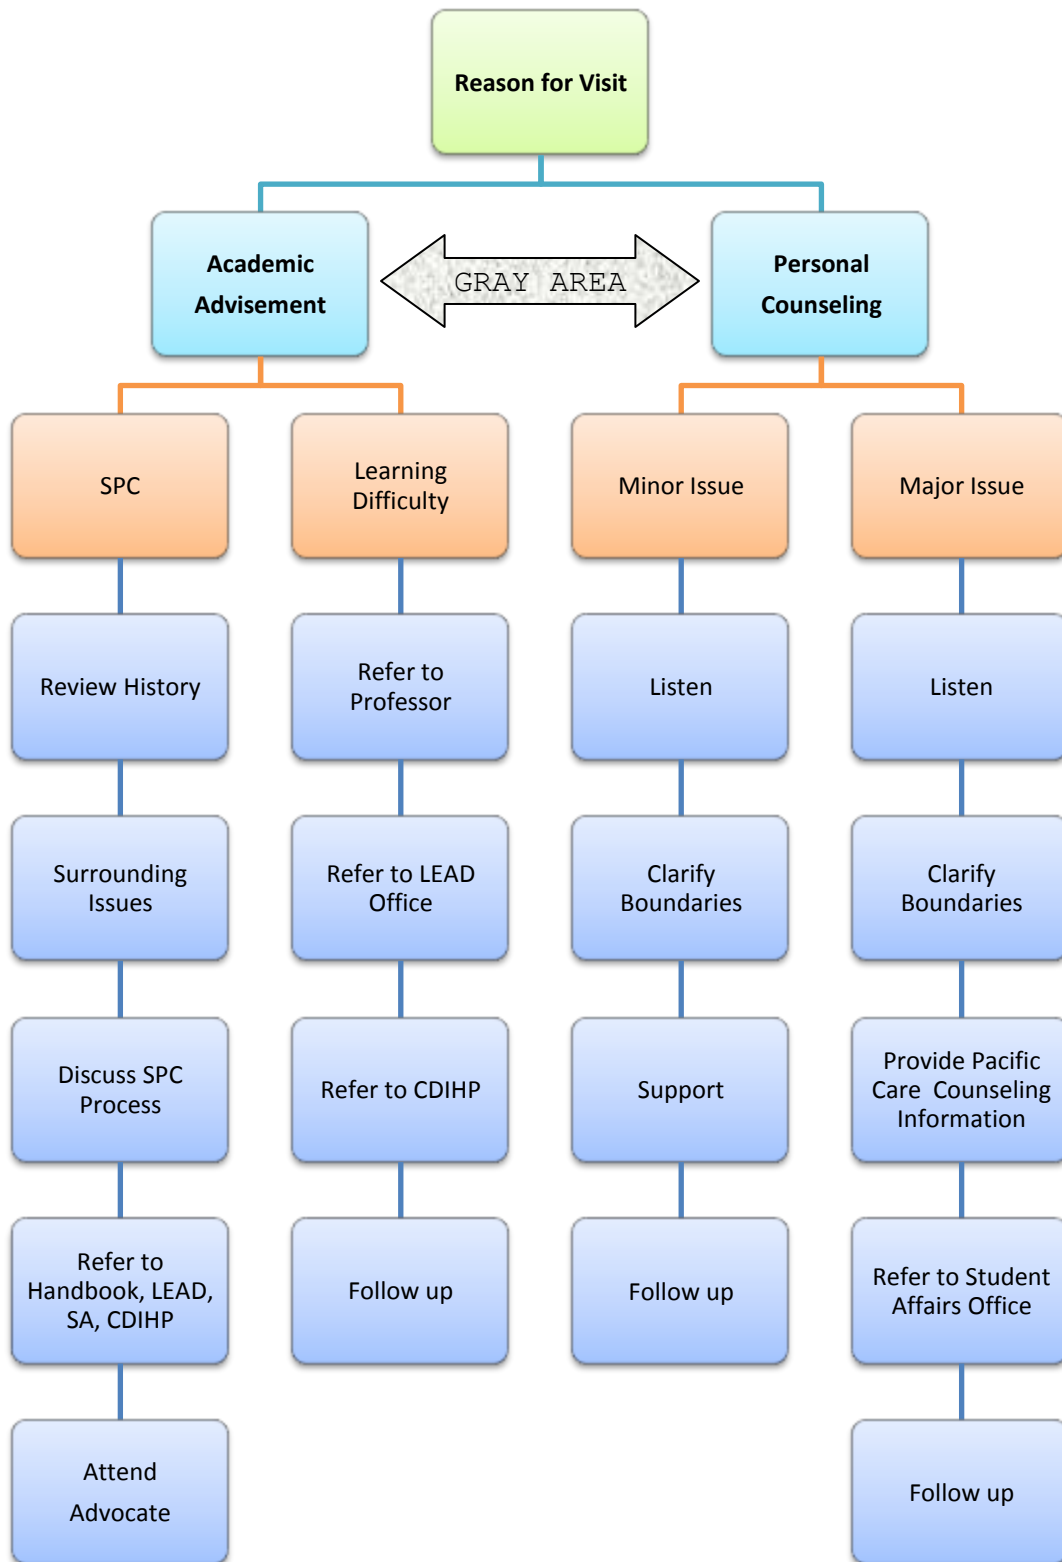 Reason for Visit
Academic
Advisement
GRAY AREA
Personal
Counseling
SPC
Learning
Difficulty
Minor Issue
Major Issue
Review History
Refer to
Professor
Listen
Listen
Surrounding
Issues
Refer to LEAD
Office
Clarify
Boundaries
Clarify
Boundaries
Discuss SPC
Process
Refer to CDIHP
Support
Provide Pacific
Care Counseling
Information
Refer to
Handbook, LEAD,
SA, CDIHP
Follow up
Follow up
Refer to Student
Affairs Office
Attend
Advocate
Follow up